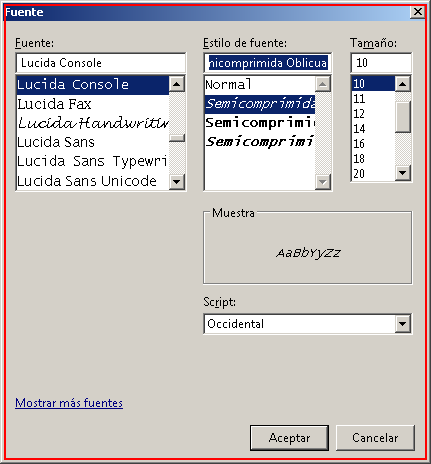 Fuente
Fuente:
Lucida Console
Lucida Console
Lucida Fax
Lucida Handwritin
Lucida Sans
Lucida Sans Typewri
Lucida Sans Unicode
Estilo de fuente:
nicomprimida Oblicua
Normal
Semicomprimida
Semicomprimi
Semicomprimi
Tamaño:
10
10
11
12
14
16
18
20
Muestra
AaBbYyZz
Script:
Occidental
Mostrar más fuentes
Aceptar
Cancelar